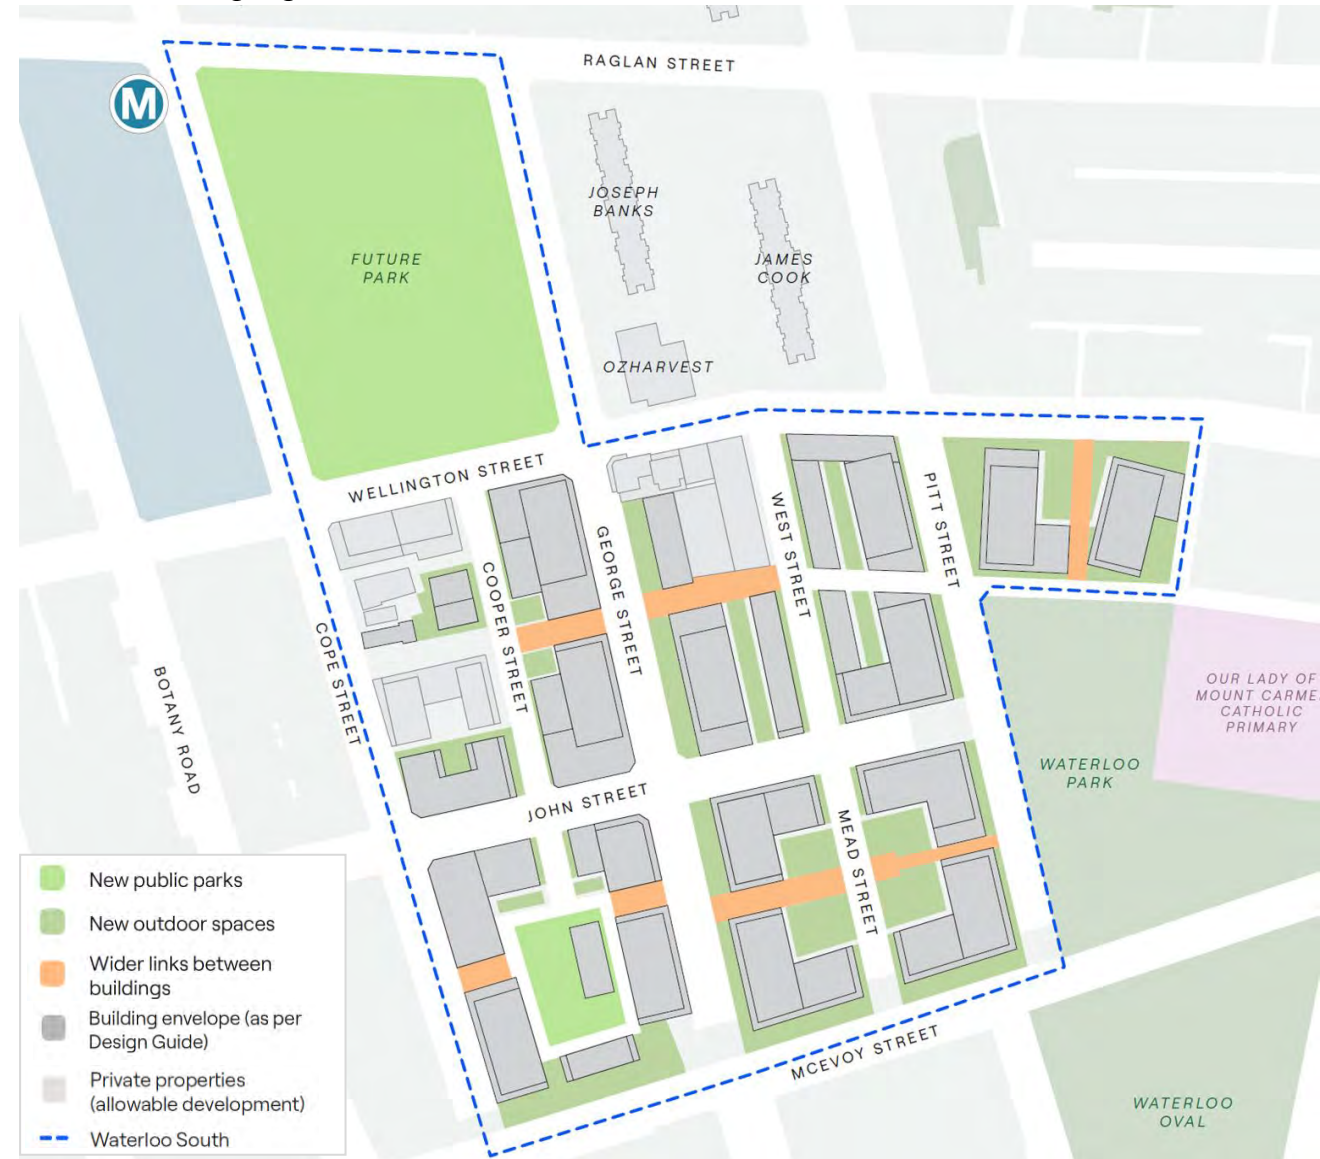 RAGLAN STREET
M
JOSEPH
BANKS
JAMES
COOK
FUTURE
PARK
OZHARVEST
WELLINGTON STREET
PITT STREET
WEST STREET
GEORGE STREET
COOPER STREET
COPE STREET
BOTANY ROAD
OUR LADY OF
MOUNT CARME
CATHOLIC
PRIMARY
WATERLOO
PARK
JOHN STREET
MEAD STREET
MCEVOY STREET
WATERLOO
OVAL
New public parks
New outdoor spaces
Wider links between
buildings
Building envelope (as per
Design Guide)
Private properties
(allowable development)
Waterloo South